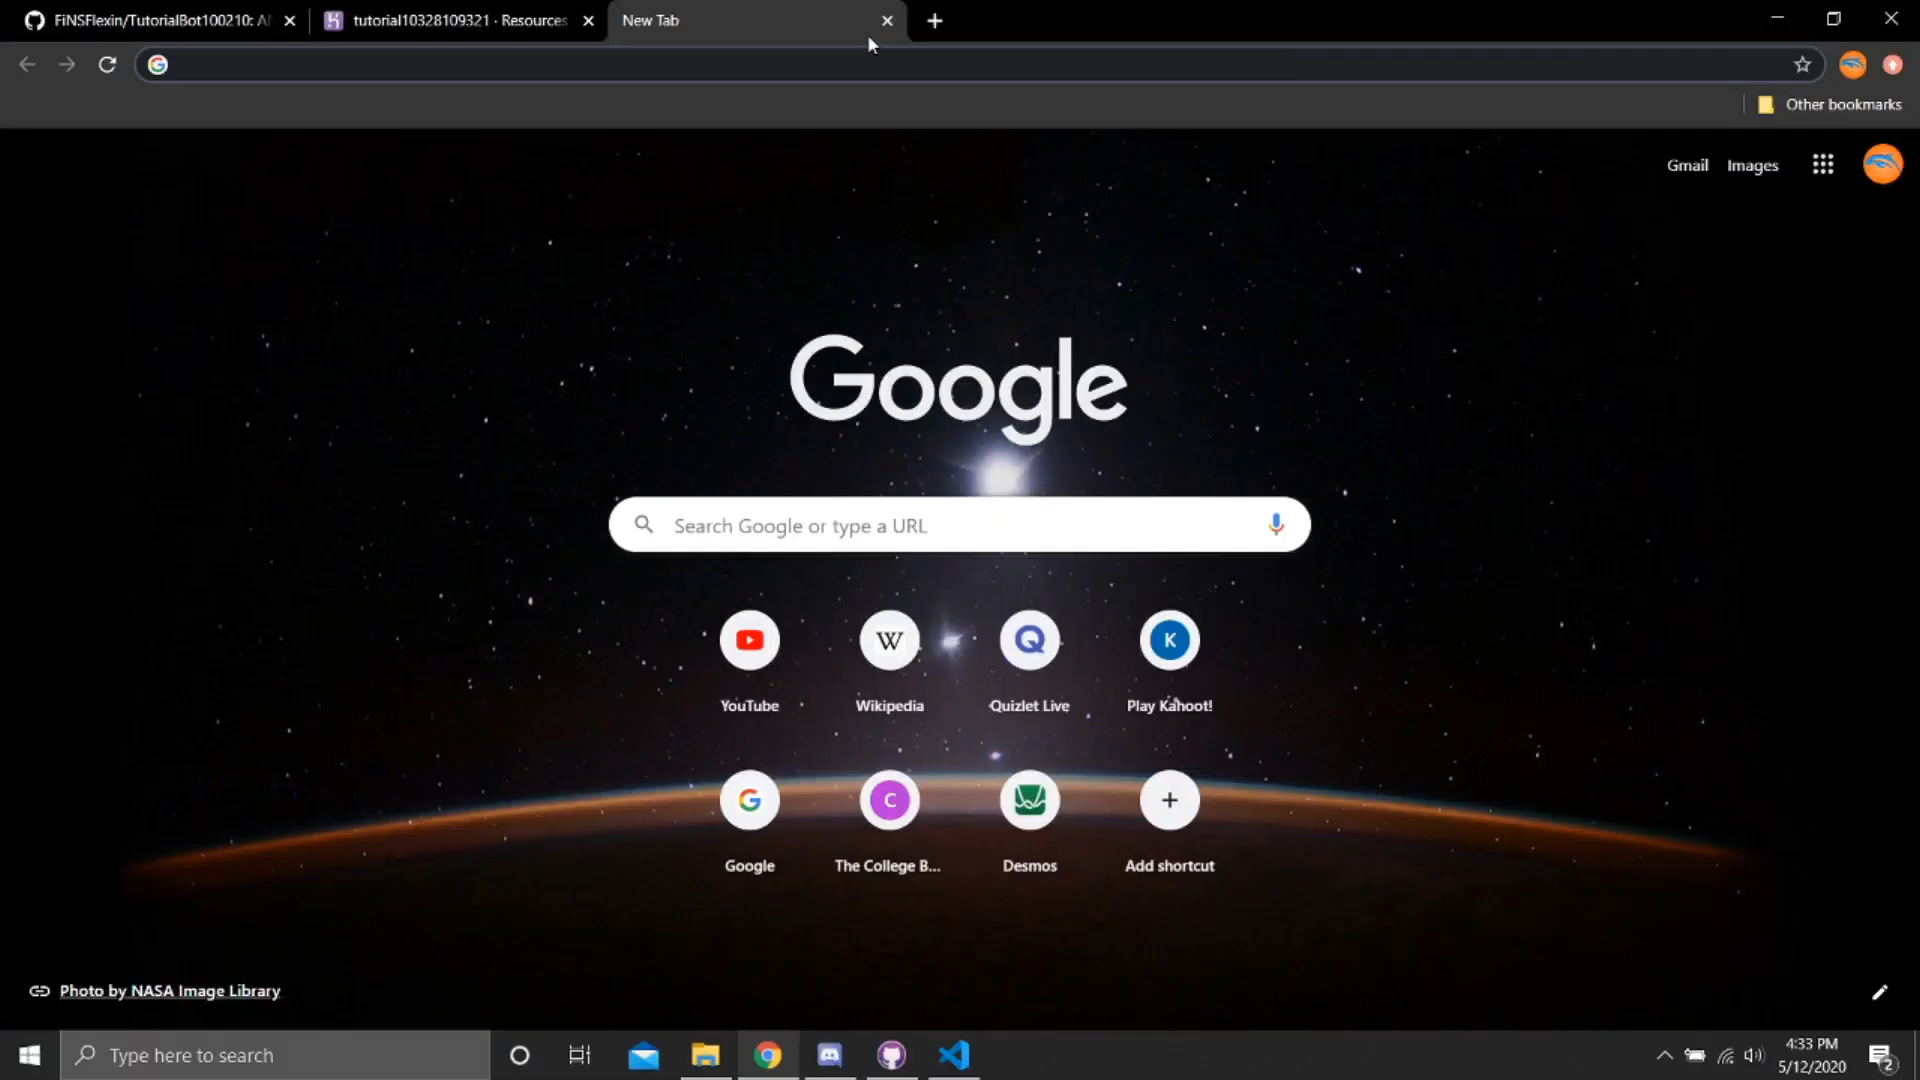 FiNSFlexin/TutorialBot100210: A
tutorial10328109321 · Resources
New Tab
Other bookmarks
Gmail
Images
Google
Search Google or type a URL
YouTube
Wikipedia
Quizlet Live
Play Kahoot!
K
C
Google
The College B...
Desmos
Add shortcut
Photo by NASA Image Library
Type here to search
4:33 PM
5/12/2020
2